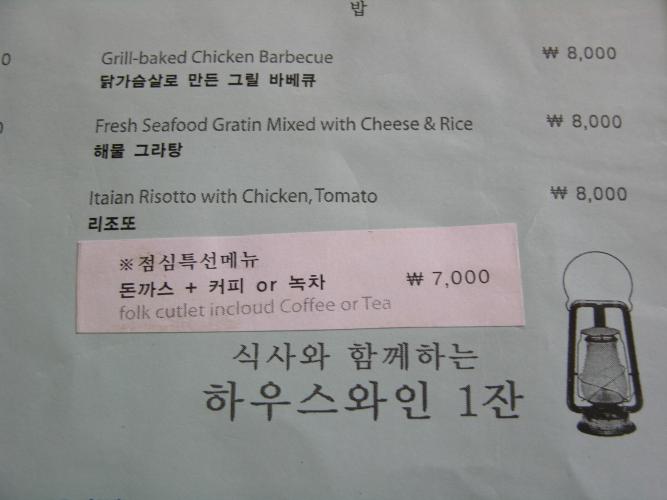 밥
0
Grill-baked Chicken Barbecue ₩ 8,000
닭가슴살로 만든 그릴 바베큐
Fresh Seafood Gratin Mixed with Cheese & Rice ₩ 8,000
해물 그라탕
Itaian Risotto with Chicken, Tomato ₩ 8,000
리조또
※점심특선메뉴
돈까스 + 커피 or 녹차 ₩ 7,000
folk cutlet incloud Coffee or Tea
식사와 함께하는
하우스와인 1잔